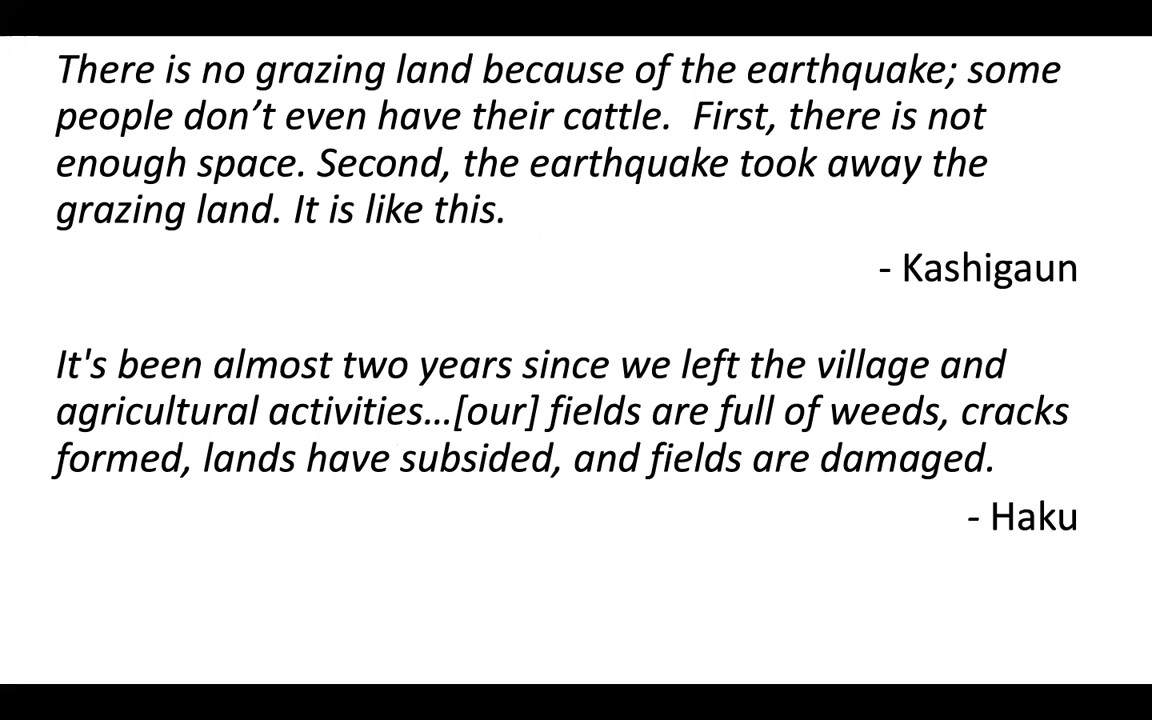 There is no grazing land because of the earthquake; some
people don’t even have their cattle.  First, there is not
enough space. Second, the earthquake took away the
grazing land. It is like this.
- Kashigaun
It's been almost two years since we left the village and
agricultural activities…[our] fields are full of weeds, cracks
formed, lands have subsided, and fields are damaged.
- Haku